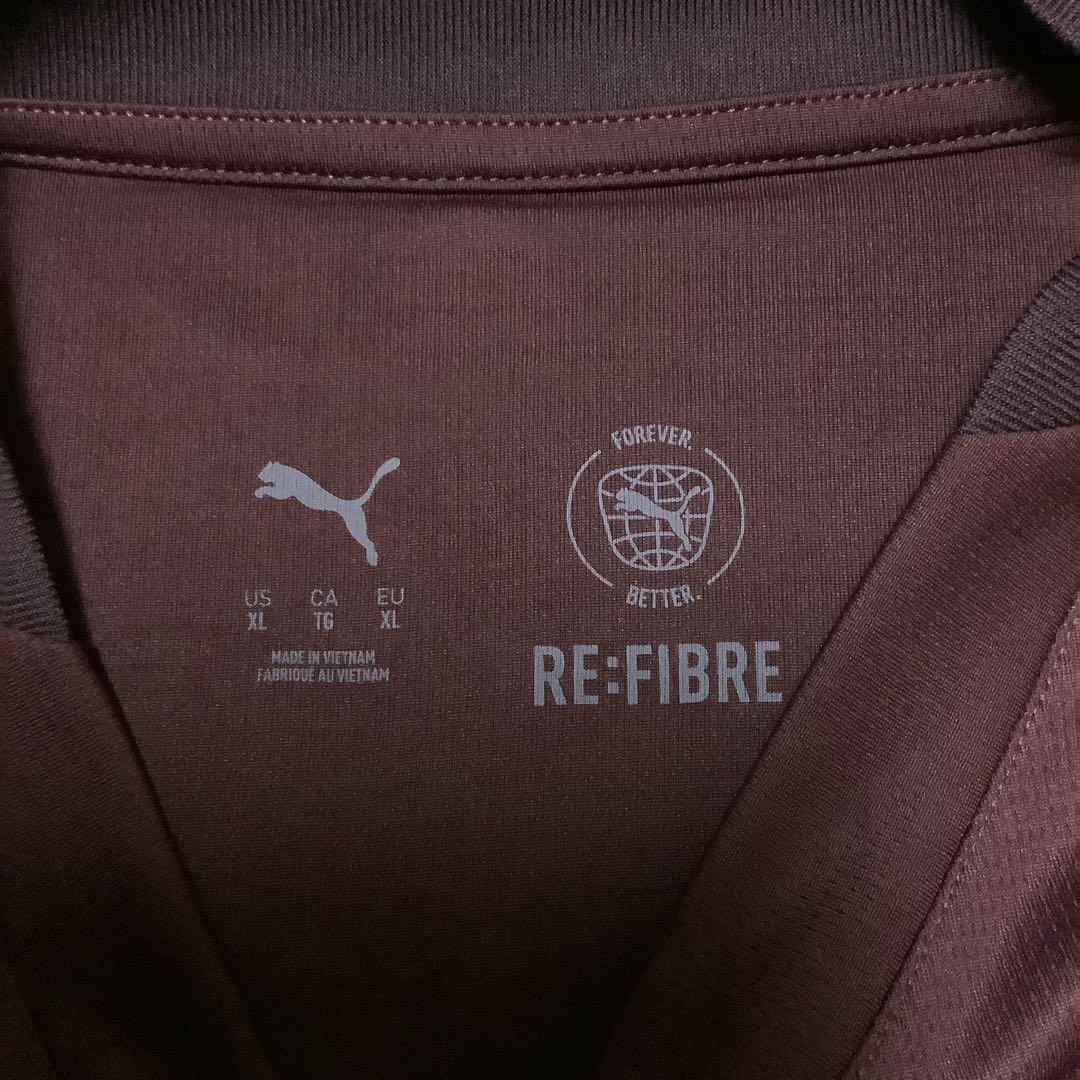 US CA EU
XL TG XL
MADE IN VIETNAM
FABRIQUÉ AU VIETNAM
FOREVER.
BETTER.
RE:FIBRE